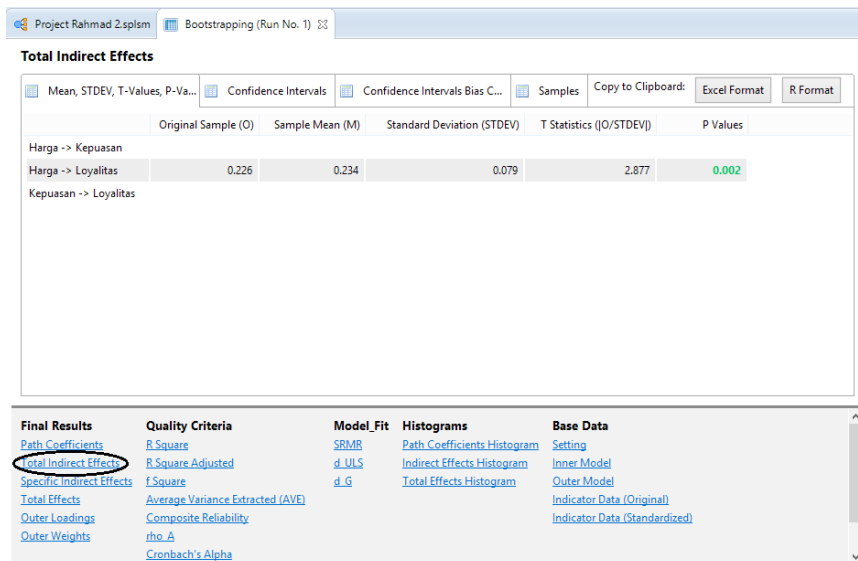 Project Rahmad 2.splsm Bootstrapping (Run No. 1)
Total Indirect Effects
Mean, STDEV, T-Values, P-Va... Confidence Intervals Confidence Intervals Bias C... Samples Copy to Clipboard: Excel Format R Format
Original Sample (O) Sample Mean (M) Standard Deviation (STDEV) T Statistics (|O/STDEV|) P Values
Harga -> Kepuasan
Harga -> Loyalitas 0.226 0.234 0.079 2.877 0.002
Kepuasan -> Loyalitas
Final Results Quality Criteria Model_Fit Histograms Base Data
Path Coefficients R Square SRMR Path Coefficients Histogram Setting
Total Indirect Effects R Square Adjusted d_ULS Indirect Effects Histogram Inner Model
Specific Indirect Effects f Square d_G Total Effects Histogram Outer Model
Total Effects Average Variance Extracted (AVE) Indicator Data (Original)
Outer Loadings Composite Reliability Indicator Data (Standardized)
Outer Weights rho_A
Cronbach's Alpha